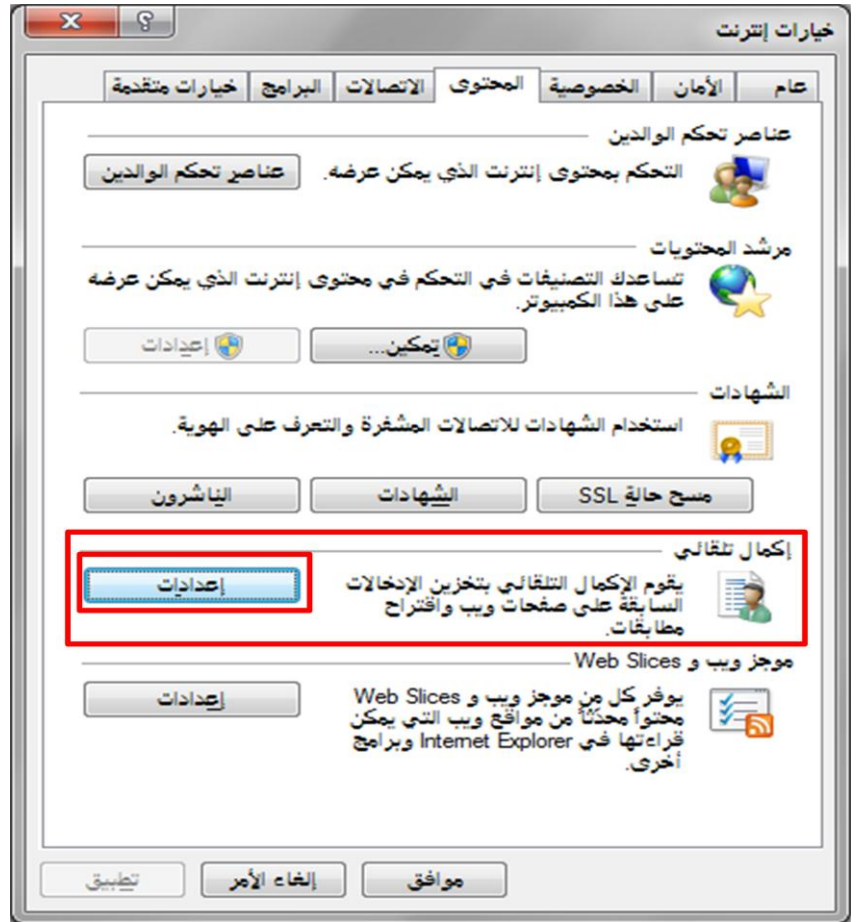 خيارات إنترنت
عام
الأمان
الخصوصية
المحتوى
الاتصالات
البرامج
خيارات متقدمة
عناصر تحكم الوالدين
التحكم بمحتوى إنترنت الذي يمكن عرضه.
عناصر تحكم الوالدين
مرشد المحتويات
تساعدك التصنيفات في التحكم في محتوى إنترنت الذي يمكن عرضه
على هذا الكمبيوتر.
تمكين...
إعدادات
الشهادات
استخدام الشهادات للاتصالات المشفرة والتعرف على الهوية.
مسح حالة SSL
الشهادات
الناشرون
إكمال تلقائي
يقوم الإكمال التلقائي بتخزين الإدخالات
السابقة على صفحات ويب واقتراح
مطابقات.
إعدادات
موجز ويب و Web Slices
يوفر كل من موجز ويب و Web Slices
محتواً محدّثاً من مواقع ويب التي يمكن
قراءتها في Internet Explorer وبرامج
أخرى.
إعدادات
موافق
إلغاء الأمر
تطبيق